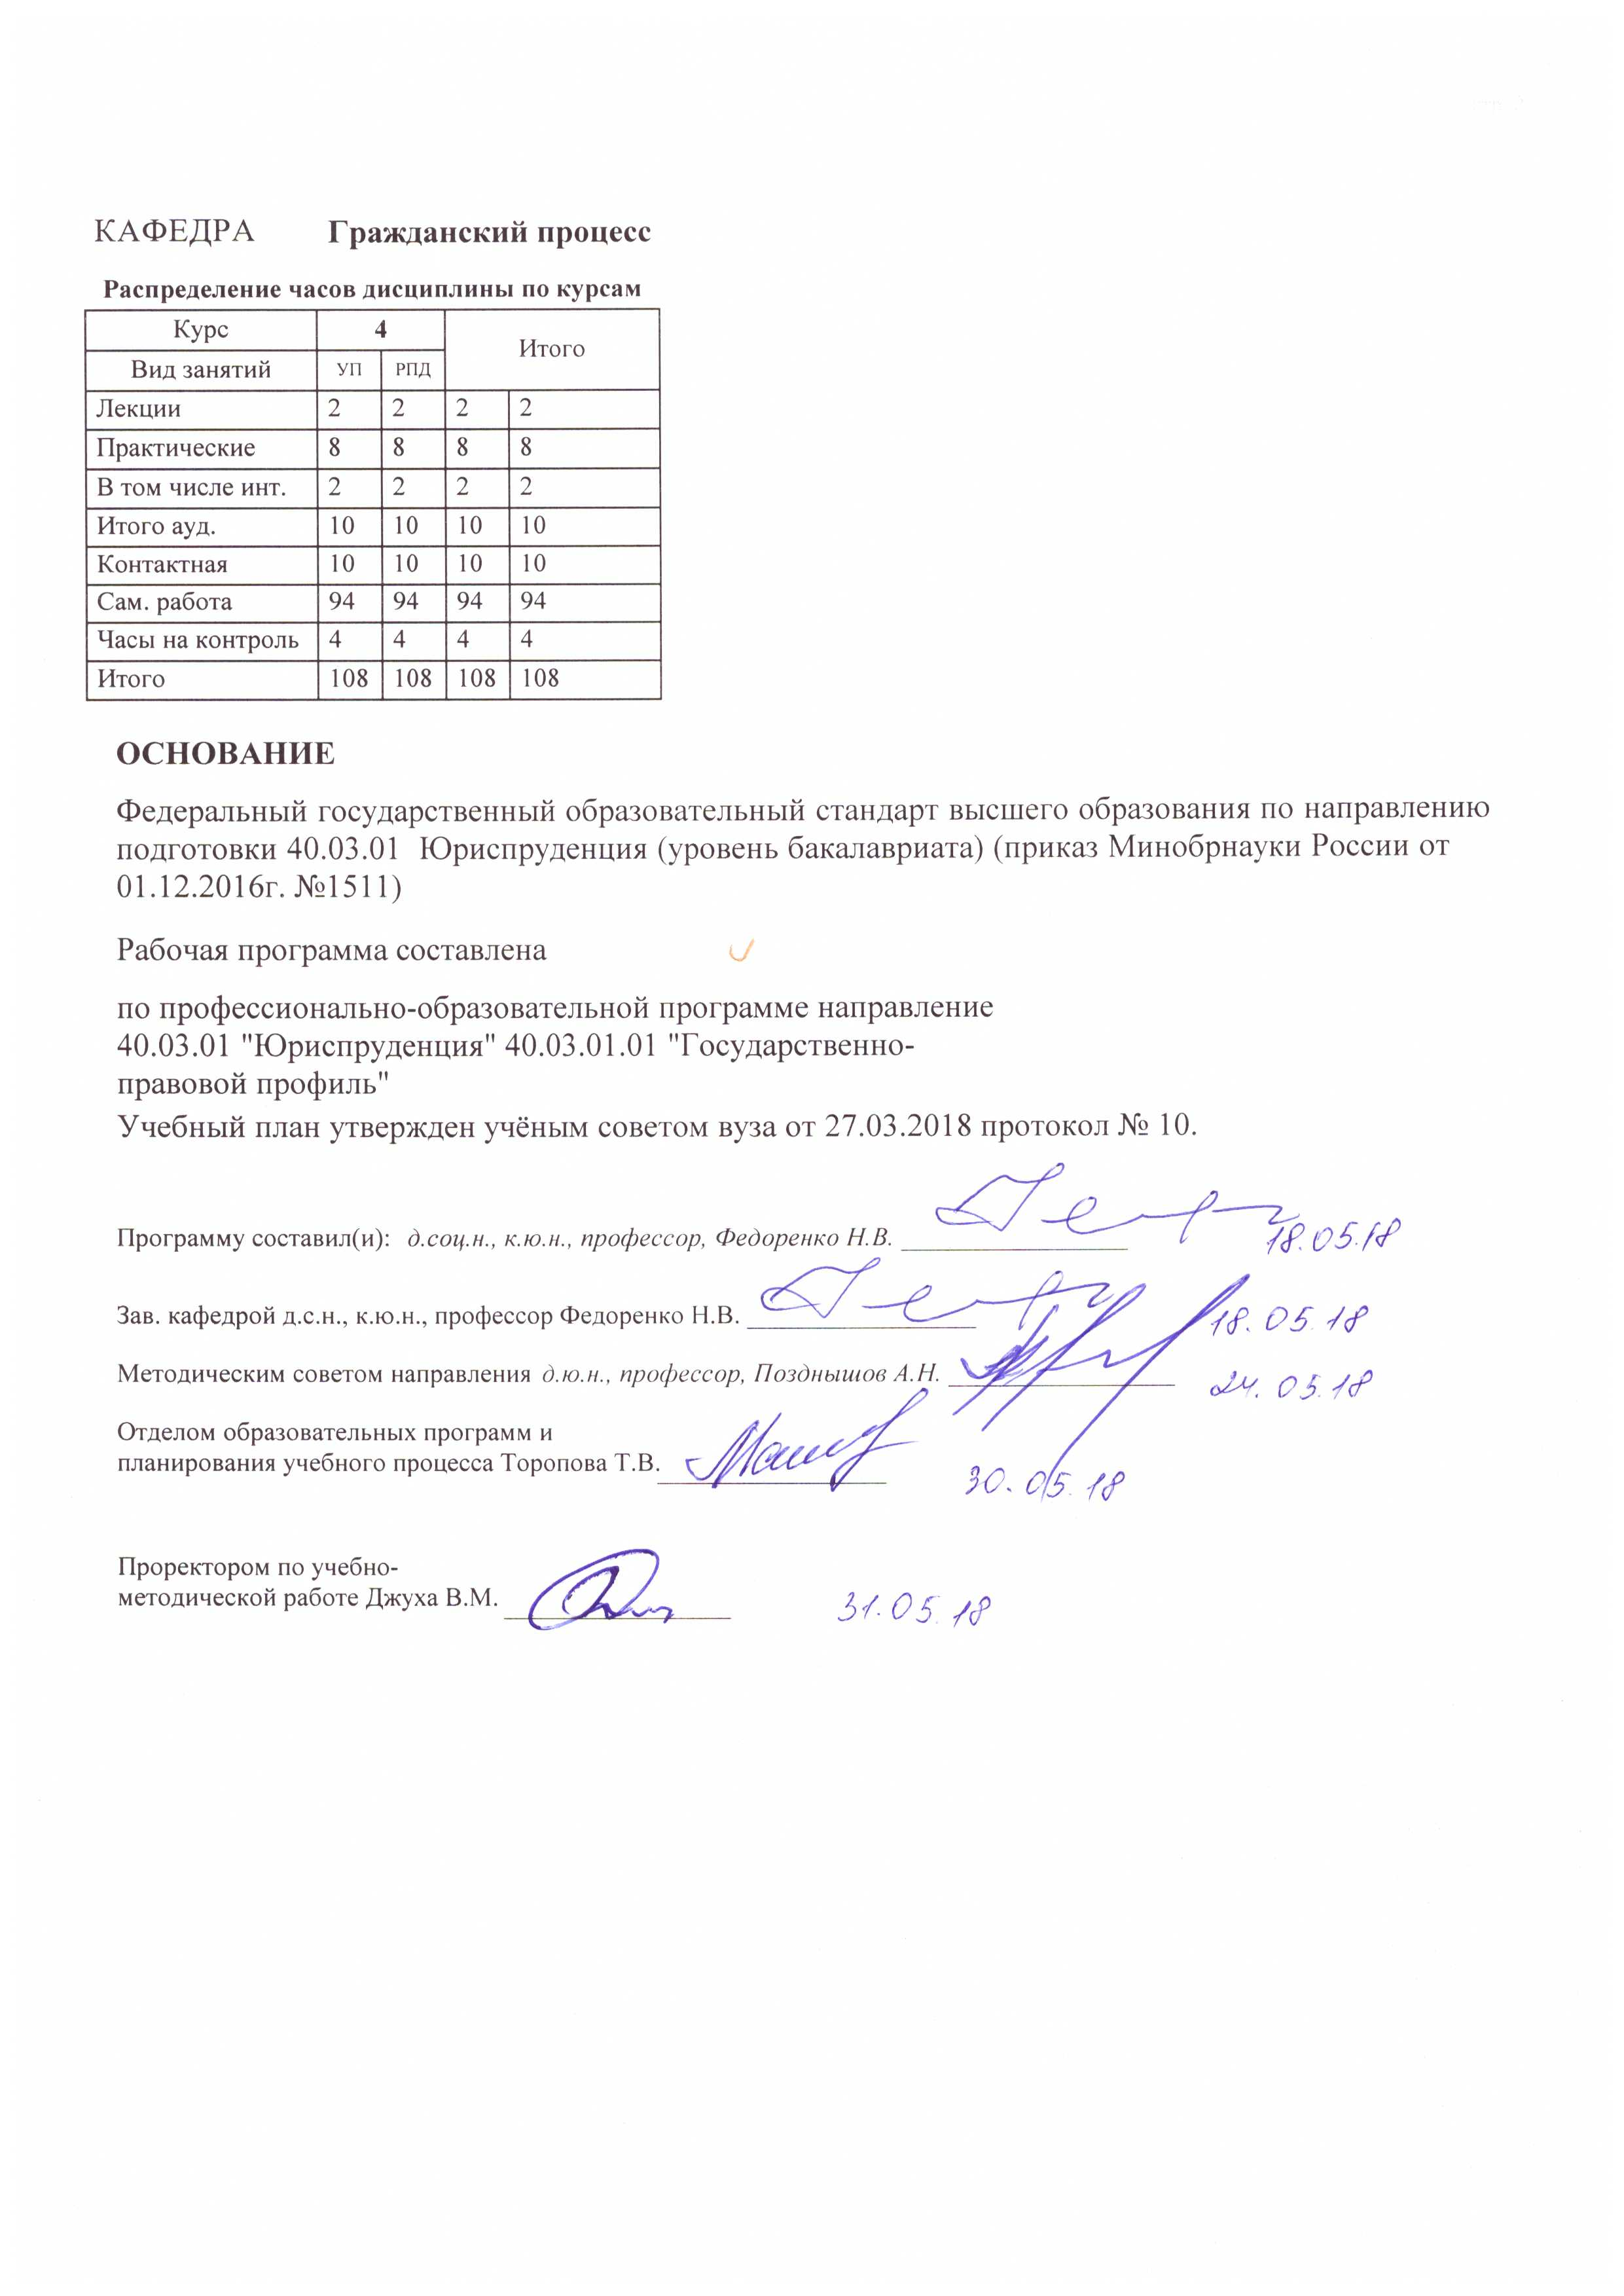 КАФЕДРА Гражданский процесс
Распределение часов дисциплины по курсам
Курс 4 Итого
Вид занятий УП РПД
Лекции 2 2 2 2
Практические 8 8 8 8
В том числе инт. 2 2 2 2
Итого ауд. 10 10 10 10
Контактная 10 10 10 10
Сам. работа 94 94 94 94
Часы на контроль 4 4 4 4
Итого 108 108 108 108
ОСНОВАНИЕ
Федеральный государственный образовательный стандарт высшего образования по направлению
подготовки 40.03.01 Юриспруденция (уровень бакалавриата) (приказ Минобрнауки России от
01.12.2016г. №1511)
Рабочая программа составлена
по профессионально-образовательной программе направление
40.03.01 "Юриспруденция" 40.03.01.01 "Государственно-
правовой профиль"
Учебный план утвержден учёным советом вуза от 27.03.2018 протокол № 10.
Программу составил(и): д.соц.н., к.ю.н., профессор, Федоренко Н.В. 18.05.18
Зав. кафедрой д.с.н., к.ю.н., профессор Федоренко Н.В. 18.05.18
Методическим советом направления д.ю.н., профессор, Позднышов А.Н. 24.05.18
Отделом образовательных программ и
планирования учебного процесса Торопова Т.В. 30.05.18
Проректором по учебно-
методической работе Джуха В.М. 31.05.18